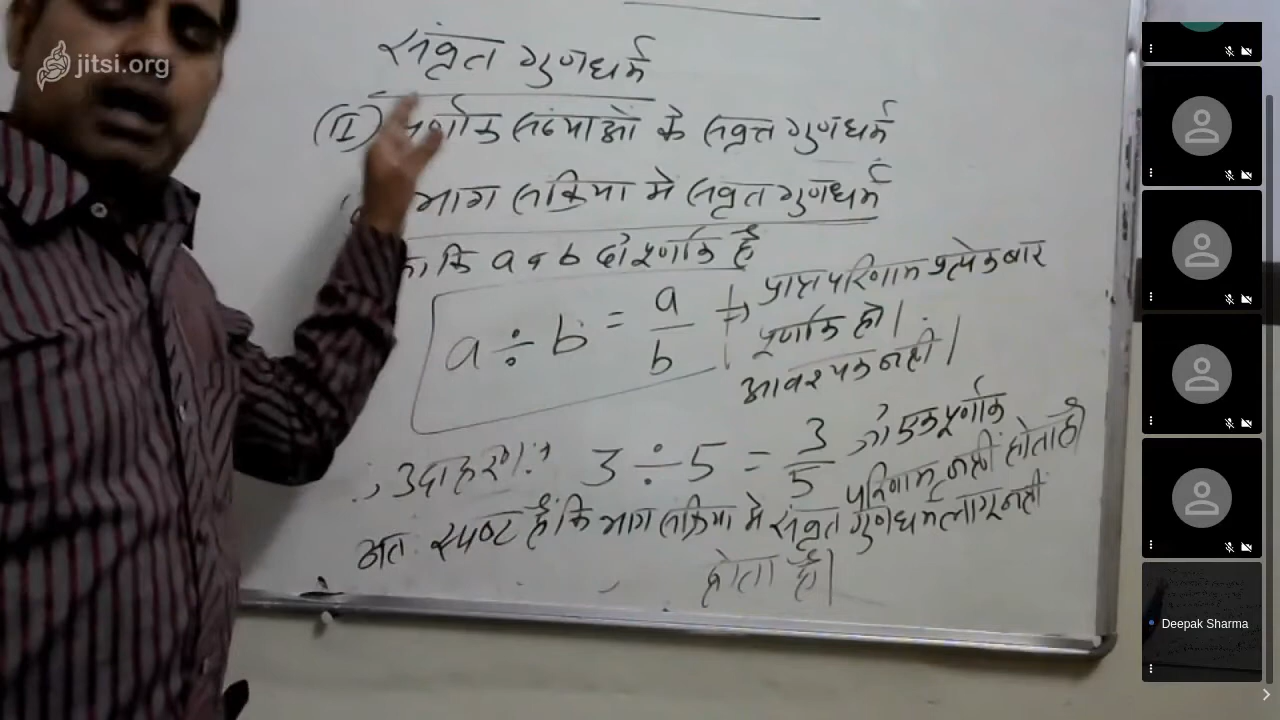 jitsi.org
संवृत गुणधर्म
(II) पूर्णांक संख्याओं के संवृत गुणधर्म
भाग संक्रिया में संवृत गुणधर्म
कि a व b दो पूर्णांक है
a ÷ b = a/b → प्राप्त परिणाम प्रत्येक बार
पूर्णांक हो।
आवश्यक नहीं।
उदाहरण:→ 3 ÷ 5 = 3/5 जो एक पूर्णांक
परिणाम नहीं होता है
अतः स्पष्ट है कि भाग संक्रिया में संवृत गुणधर्म लागू नहीं
होता है।
Deepak Sharma